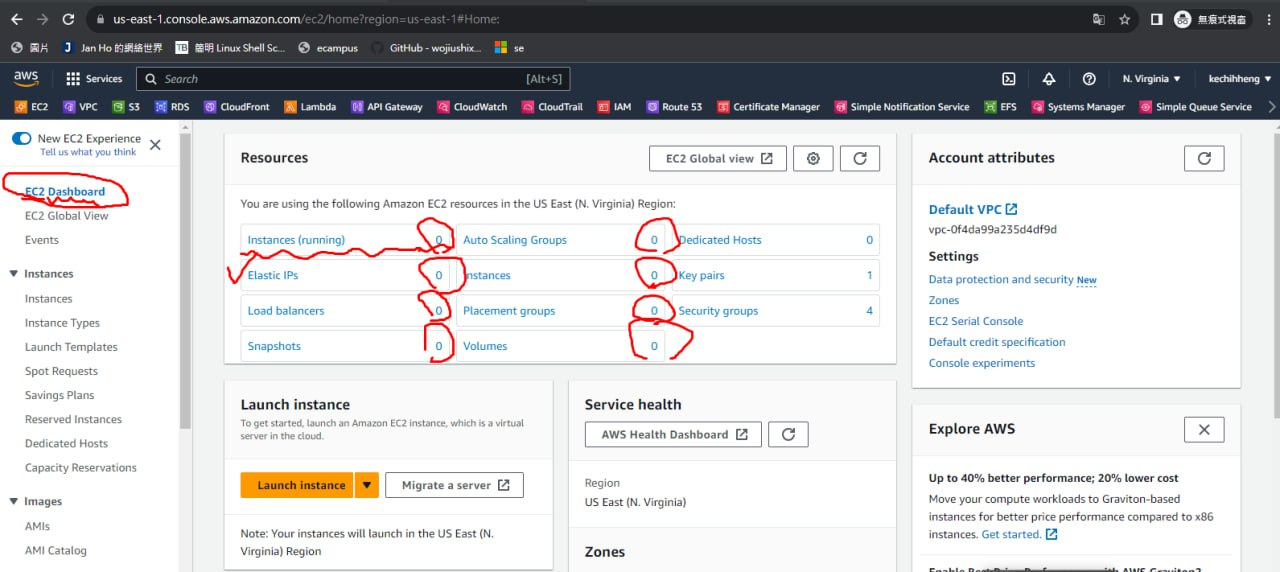 us-east-1.console.aws.amazon.com/ec2/home?region=us-east-1#Home:
無痕式視窗
圖片
J Jan Ho 的網絡世界
TB 簡明 Linux Shell Sc...
ecampus
GitHub - wojiushix...
se
aws
Services
Search
[Alt+S]
N. Virginia
kechihheng
EC2
VPC
S3
RDS
CloudFront
Lambda
API Gateway
CloudWatch
CloudTrail
IAM
Route 53
Certificate Manager
Simple Notification Service
EFS
Systems Manager
Simple Queue Service
New EC2 Experience
Tell us what you think
EC2 Dashboard
EC2 Global View
Events
Instances
Instances
Instance Types
Launch Templates
Spot Requests
Savings Plans
Reserved Instances
Dedicated Hosts
Capacity Reservations
Images
AMIs
AMI Catalog
Resources
EC2 Global view
You are using the following Amazon EC2 resources in the US East (N. Virginia) Region:
Instances (running) 0
Auto Scaling Groups 0
Dedicated Hosts 0
Elastic IPs 0
Instances 0
Key pairs 1
Load balancers 0
Placement groups 0
Security groups 4
Snapshots 0
Volumes 0
Launch instance
To get started, launch an Amazon EC2 instance, which is a virtual
server in the cloud.
Launch instance
Migrate a server
Note: Your instances will launch in the US East (N.
Virginia) Region
Service health
AWS Health Dashboard
Region
US East (N. Virginia)
Zones
Account attributes
Default VPC
vpc-0f4da99a235d4df9d
Settings
Data protection and security New
Zones
EC2 Serial Console
Default credit specification
Console experiments
Explore AWS
Up to 40% better performance; 20% lower cost
Move your compute workloads to Graviton-based
instances for better price performance compared to x86
instances. Get started.
Enable Best Price Performance with AWS Graviton2